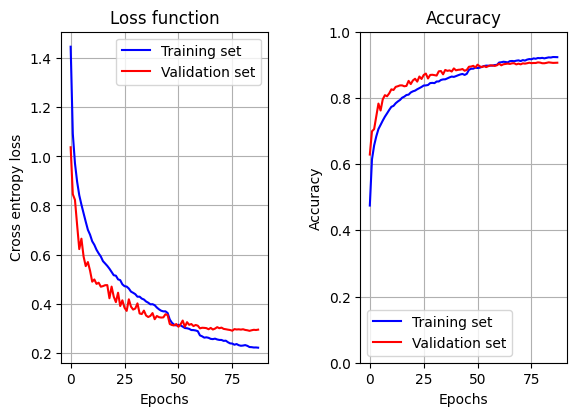 Loss function
Cross entropy loss
1.4
1.2
1.0
0.8
0.6
0.4
0.2
Training set
Validation set
0
25
50
75
Epochs
Accuracy
Accuracy
1.0
0.8
0.6
0.4
0.2
0.0
Training set
Validation set
0
25
50
75
Epochs